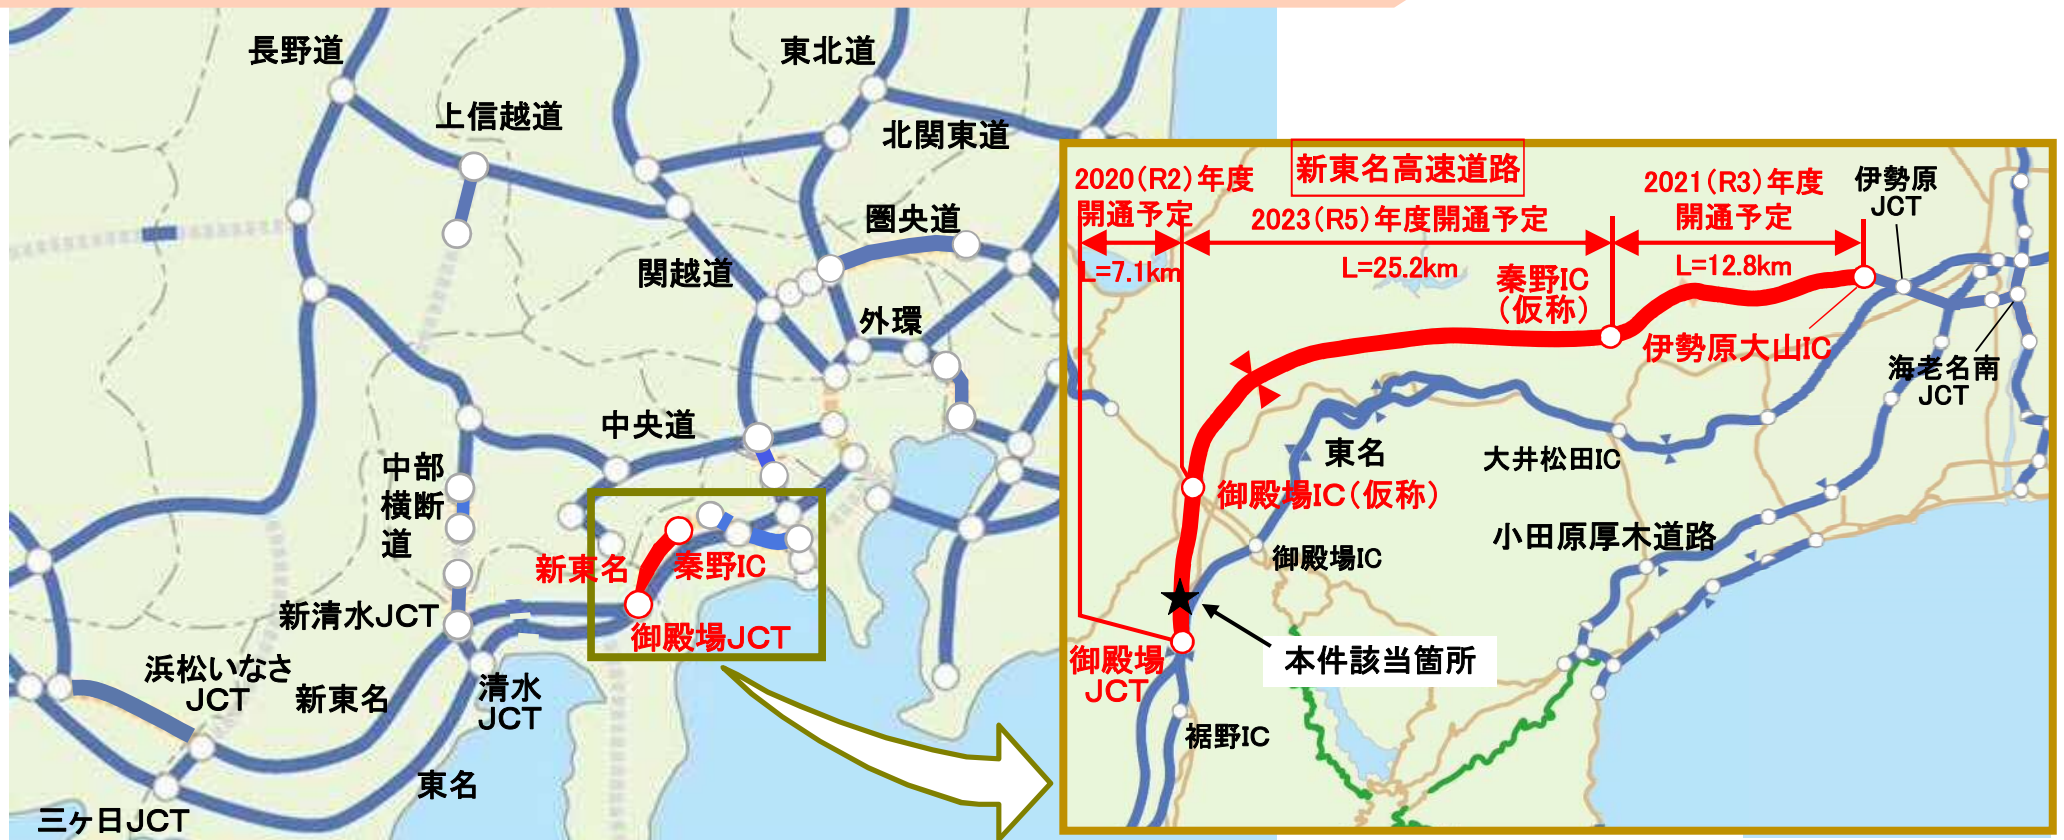 長野道
東北道
上信越道
北関東道
圏央道
関越道
外環
中央道
中部
横断
道
新東名
秦野IC
新清水JCT
御殿場JCT
浜松いなさ
JCT
新東名
清水
JCT
東名
三ヶ日JCT
新東名高速道路
2020(R2)年度
開通予定
L=7.1km
2023(R5)年度開通予定
L=25.2km
2021(R3)年度
開通予定
L=12.8km
伊勢原
JCT
秦野IC
(仮称)
伊勢原大山IC
海老名南
JCT
東名
大井松田IC
御殿場IC(仮称)
御殿場IC
小田原厚木道路
本件該当箇所
御殿場
JCT
裾野IC